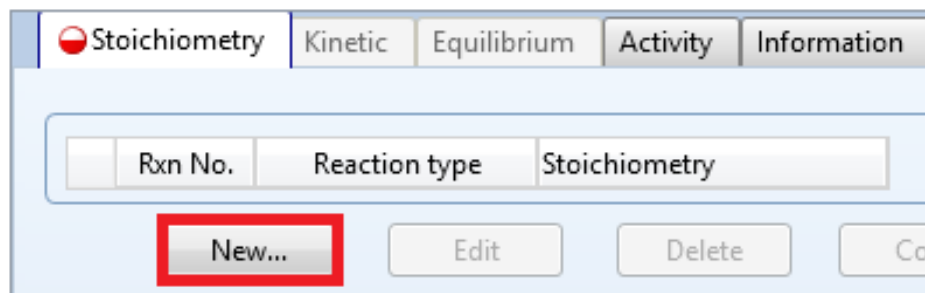 Stoichiometry Kinetic Equilibrium Activity Information
Rxn No. Reaction type Stoichiometry
New... Edit Delete